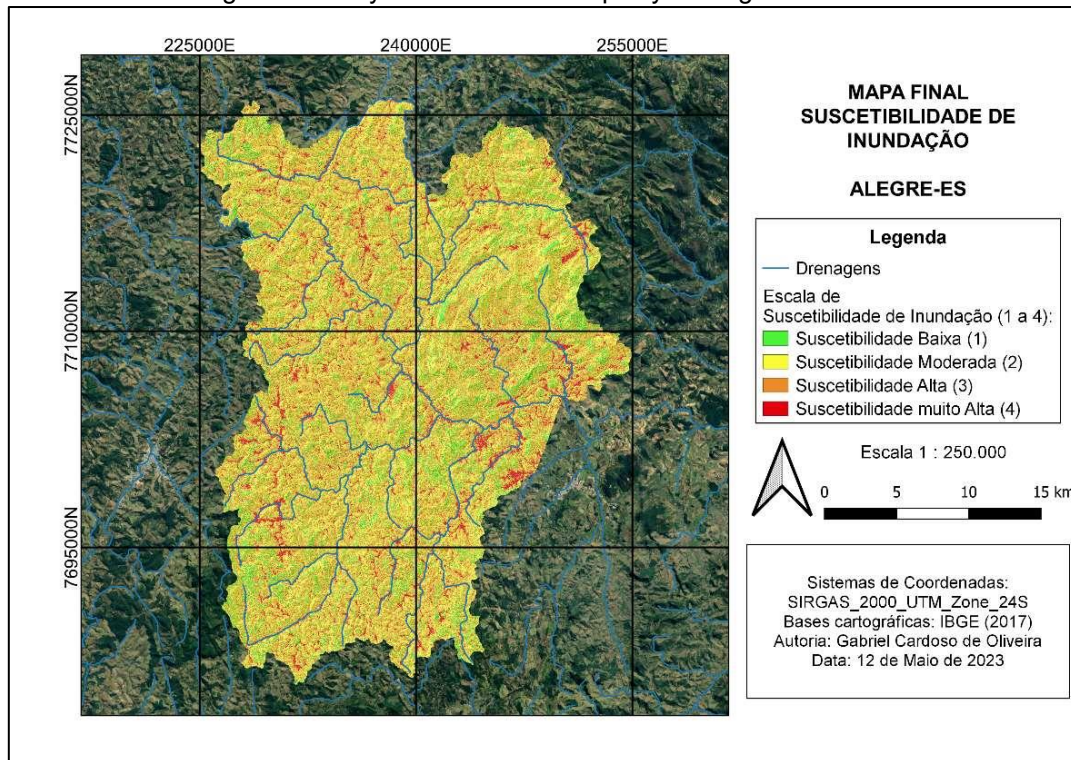 225000E
240000E
255000E
7725000N
7710000N
7695000N
MAPA FINAL
SUSCETIBILIDADE DE
INUNDAÇÃO
ALEGRE-ES
Legenda
Drenagens
Escala de
Suscetibilidade de Inundação (1 a 4):
Suscetibilidade Baixa (1)
Suscetibilidade Moderada (2)
Suscetibilidade Alta (3)
Suscetibilidade muito Alta (4)
Escala 1 : 250.000
0 5 10 15 km
Sistemas de Coordenadas:
SIRGAS_2000_UTM_Zone_24S
Bases cartográficas: IBGE (2017)
Autoria: Gabriel Cardoso de Oliveira
Data: 12 de Maio de 2023